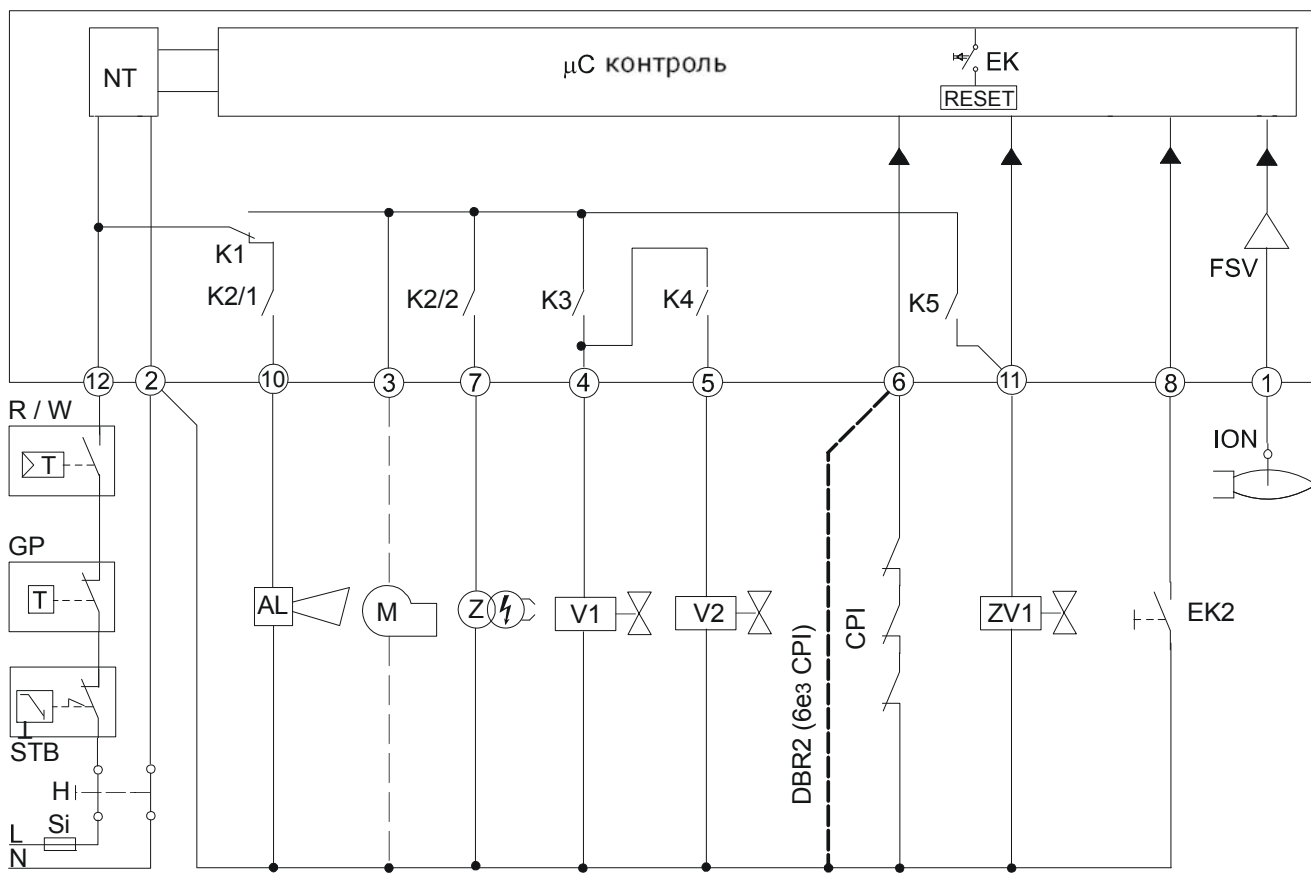 NT
μC контроль
EK
RESET
FSV
K1
K2/1
K2/2
K3
K4
K5
12
2
10
3
7
4
5
6
11
8
1
R / W
T
ION
GP
T
AL
M
Z
V1
V2
DBR2 (без CPI)
CPI
ZV1
EK2
STB
H
Si
L
N